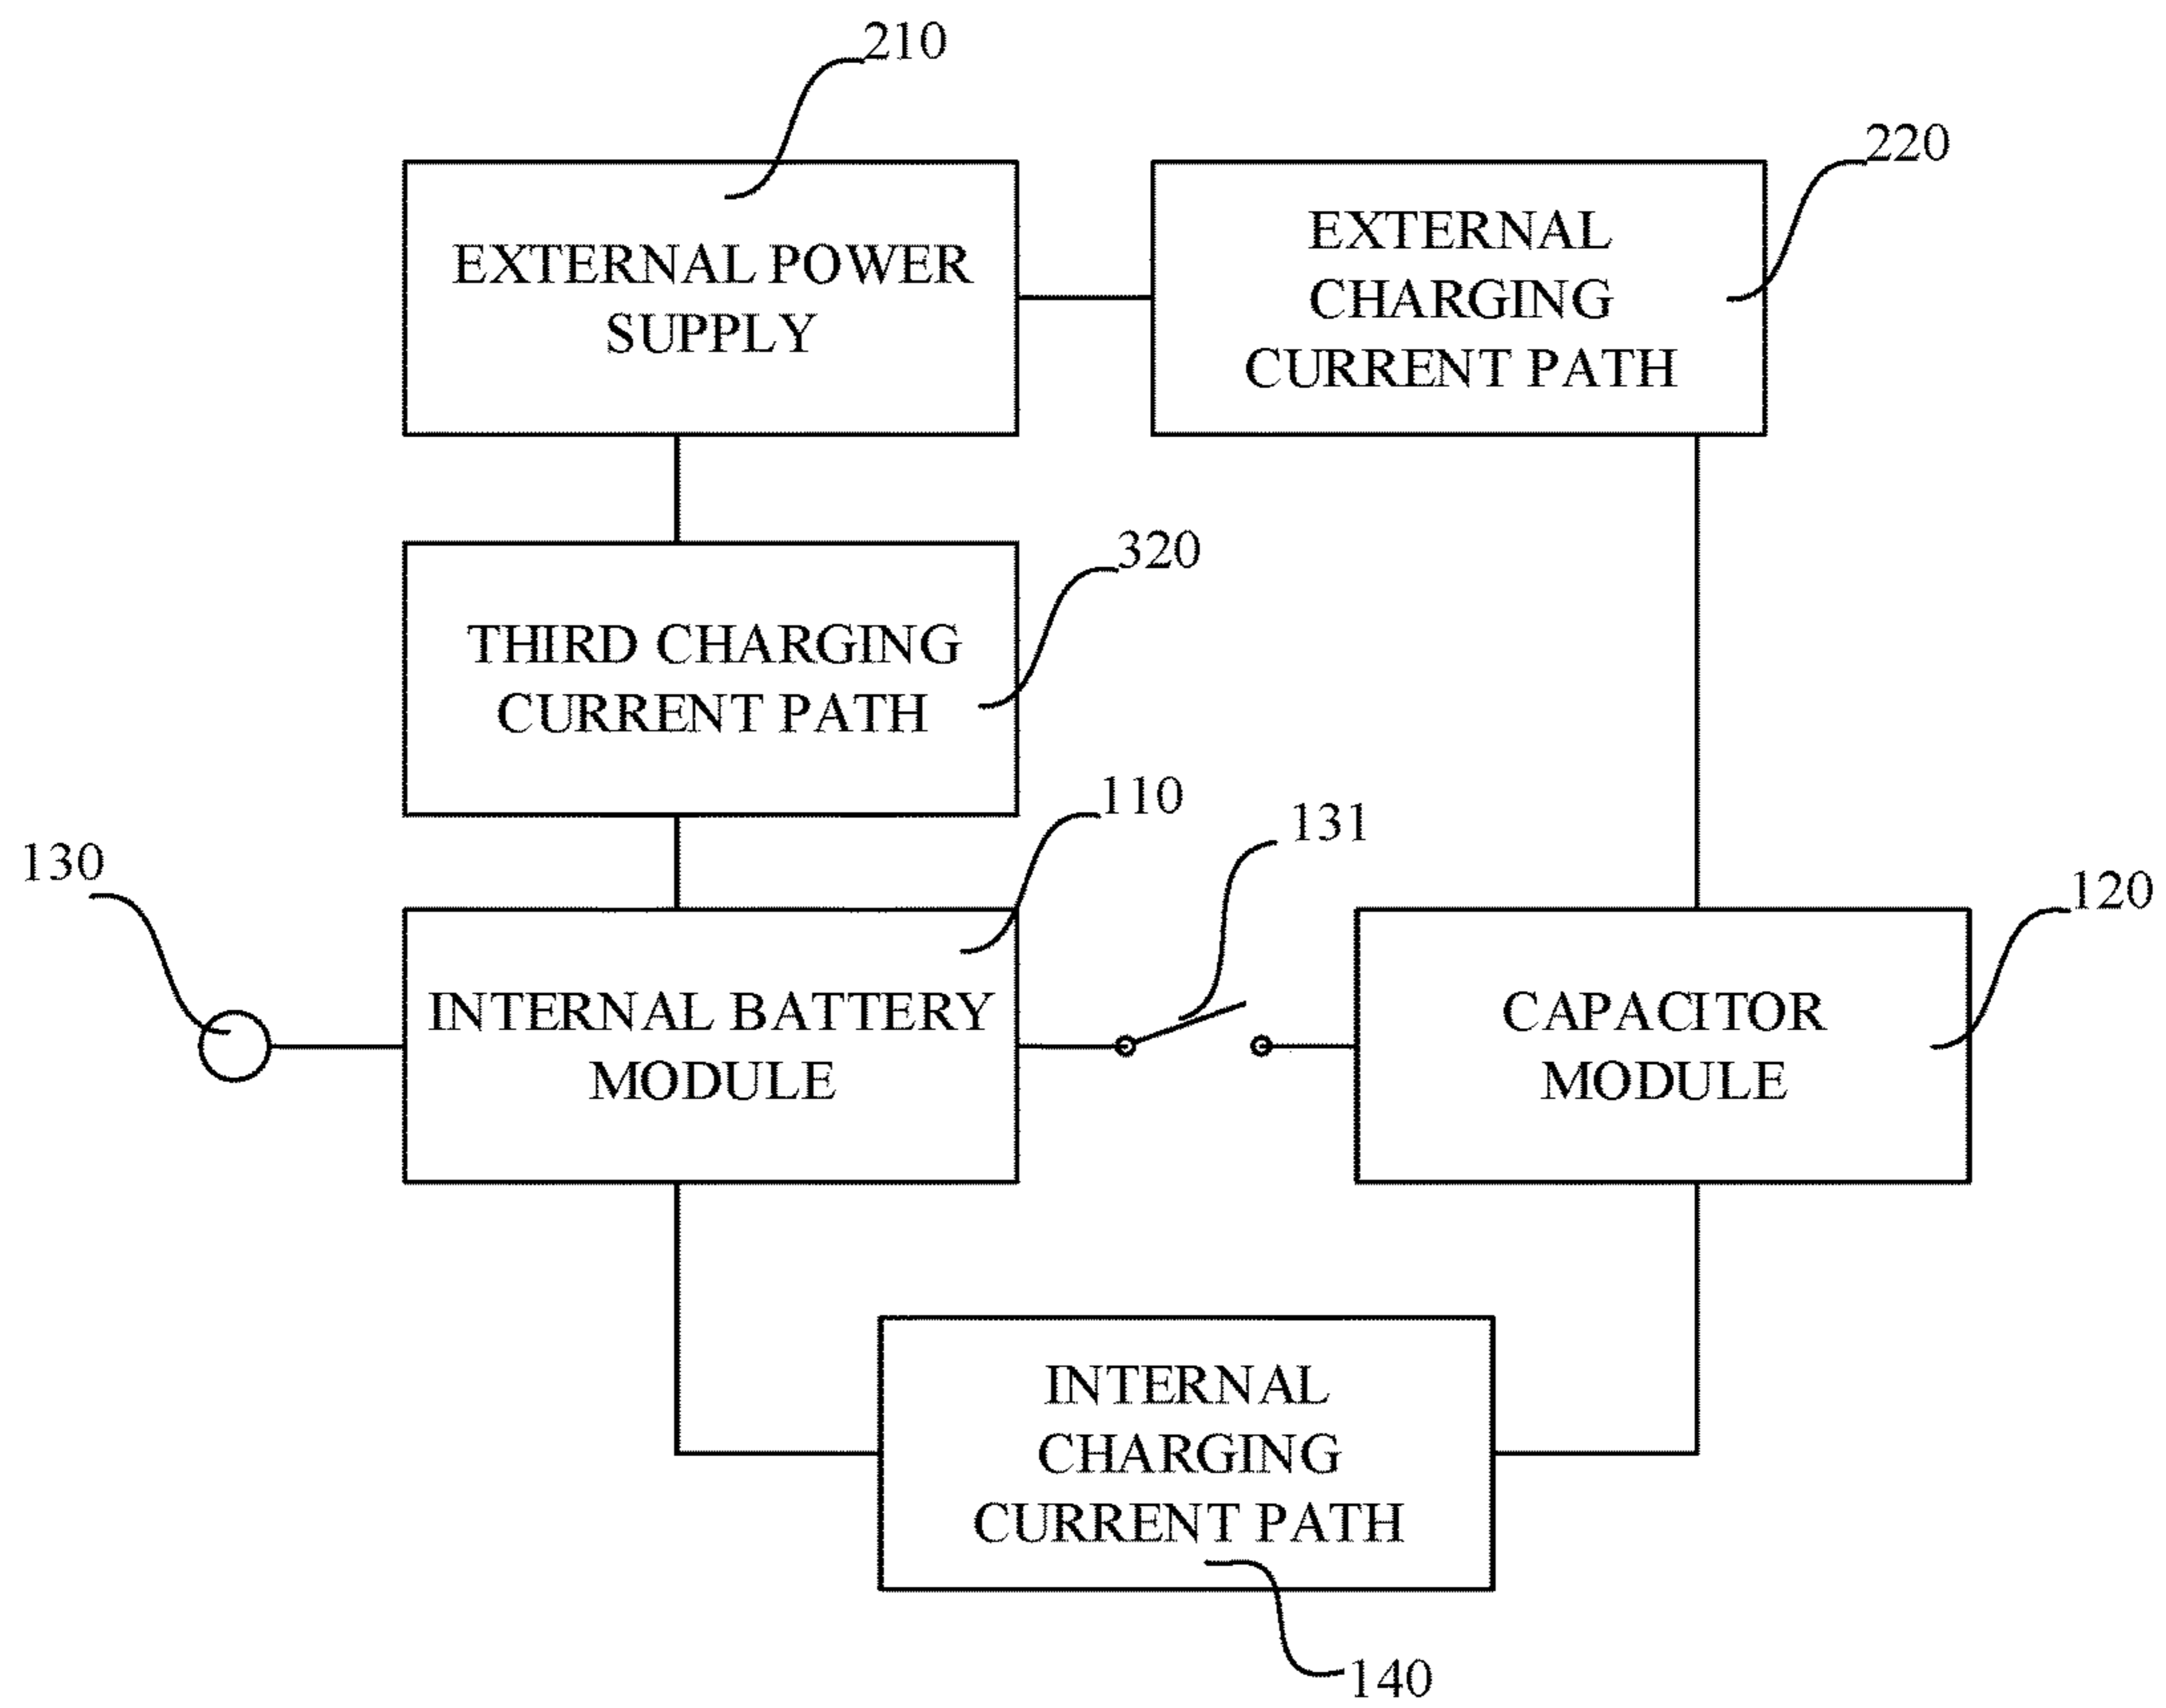 210
220
EXTERNAL POWER
SUPPLY
EXTERNAL
CHARGING
CURRENT PATH
320
THIRD CHARGING
CURRENT PATH
110
131
130
120
INTERNAL BATTERY
MODULE
CAPACITOR
MODULE
INTERNAL
CHARGING
CURRENT PATH
140